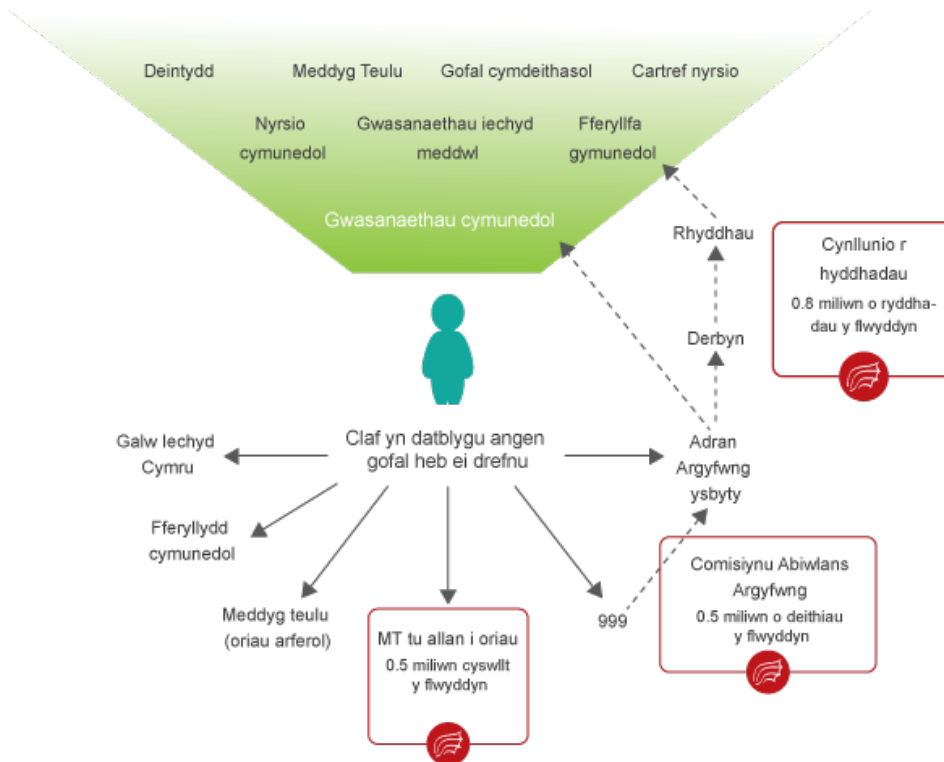 Deintydd
Meddyg Teulu
Gofal cymdeithasol
Cartref nyrsio
Nyrsio
cymunedol
Gwasanaethau iechyd
meddwl
Fferyllfa
gymunedol
Gwasanaethau cymunedol
Rhyddhau
Cynllunio r
hyddhadau
0.8 miliwn o ryddha-
dau y flwyddyn
Derbyn
Galw Iechyd
Cymru
Claf yn datblygu angen
gofal heb ei drefnu
Adran
Argyfwng
ysbyty
Fferyllydd
cymunedol
Meddyg teulu
(oriau arferol)
MT tu allan i oriau
0.5 miliwn cyswllt
y flwyddyn
999
Comisiynu Abiwlans
Argyfwng
0.5 miliwn o deithiau
y flwyddyn